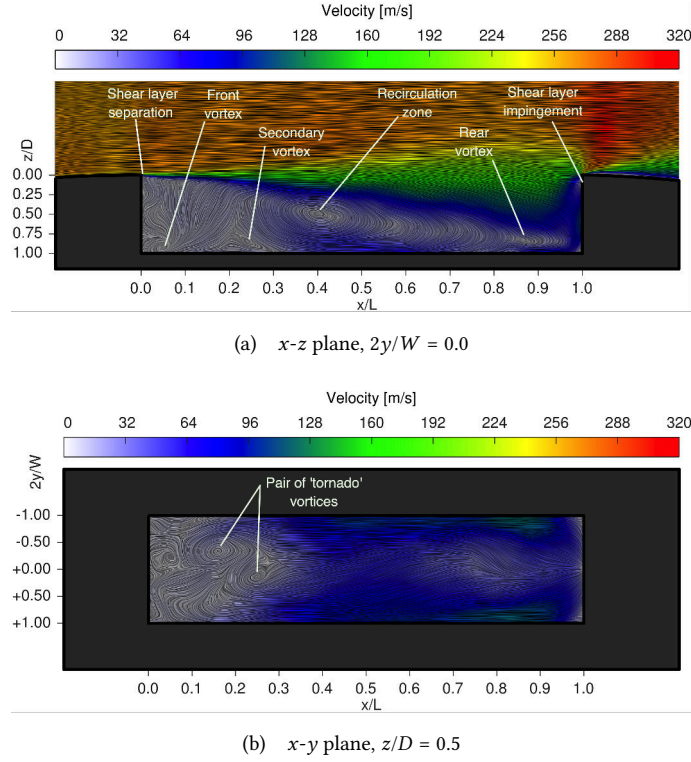 Velocity [m/s]
0 32 64 96 128 160 192 224 256 288 320
Shear layer separation
Front vortex
Secondary vortex
Recirculation zone
Rear vortex
Shear layer impingement
z/D
0.00
0.25
0.50
0.75
1.00
0.0 0.1 0.2 0.3 0.4 0.5 0.6 0.7 0.8 0.9 1.0
x/L
(a) x-z plane, 2y/W = 0.0
Velocity [m/s]
0 32 64 96 128 160 192 224 256 288 320
2y/W
Pair of 'tornado'
vortices
-1.00
-0.50
+0.00
+0.50
+1.00
0.0 0.1 0.2 0.3 0.4 0.5 0.6 0.7 0.8 0.9 1.0
x/L
(b) x-y plane, z/D = 0.5